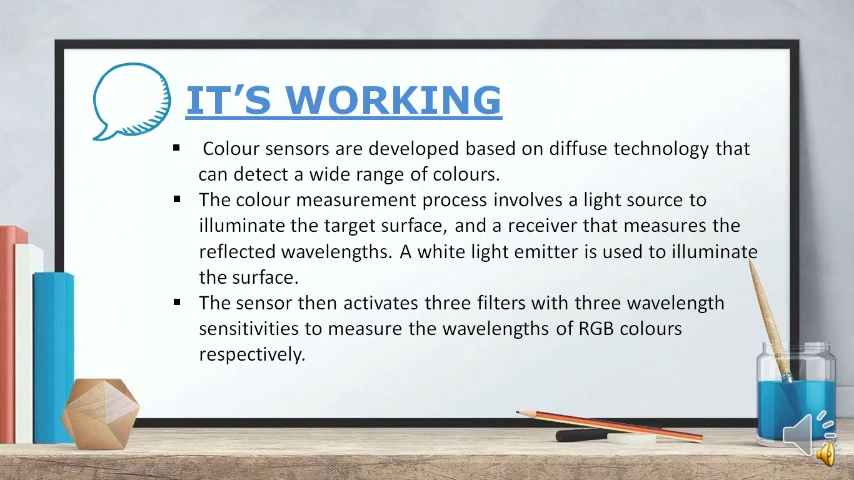 IT’S WORKING
▪ Colour sensors are developed based on diffuse technology that
can detect a wide range of colours.
▪ The colour measurement process involves a light source to
illuminate the target surface, and a receiver that measures the
reflected wavelengths. A white light emitter is used to illuminate
the surface.
▪ The sensor then activates three filters with three wavelength
sensitivities to measure the wavelengths of RGB colours
respectively.